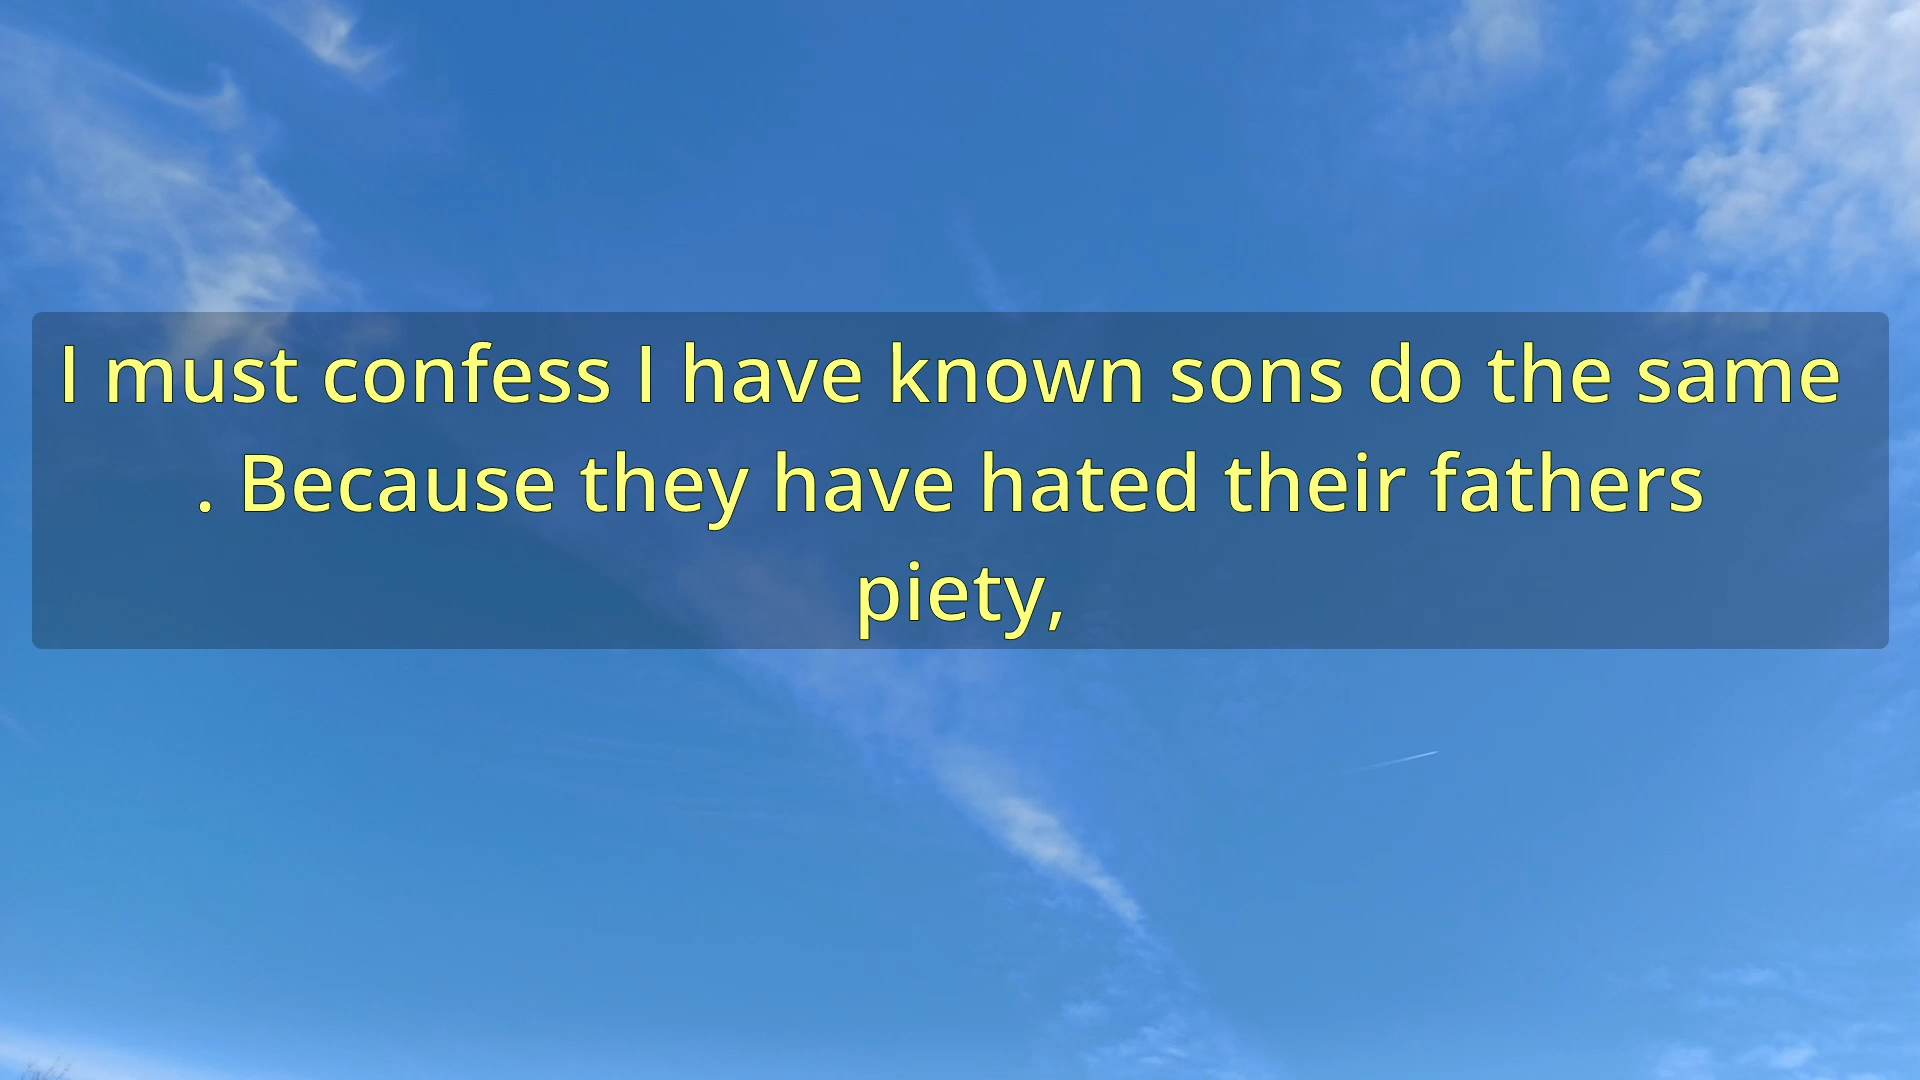 I must confess I have known sons do the same
. Because they have hated their fathers
piety,